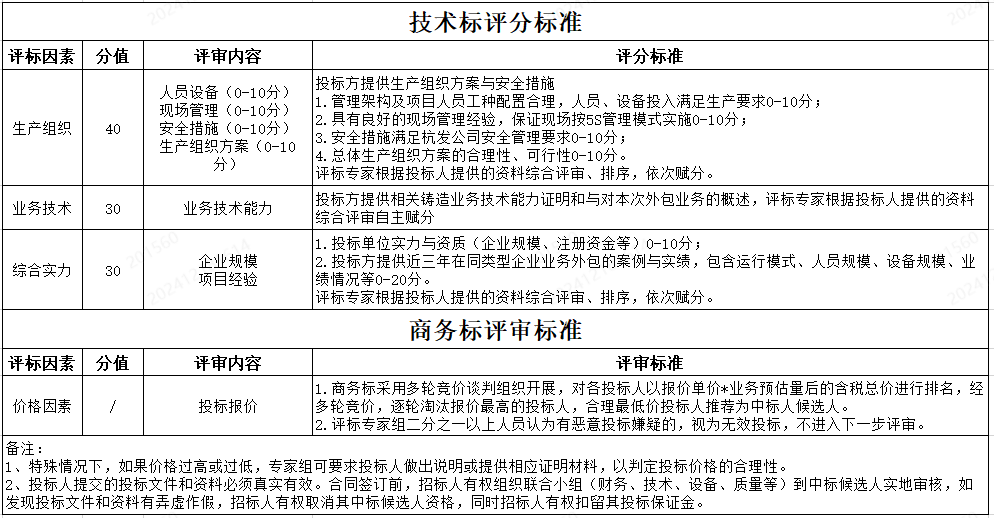 技术标评分标准
评标因素 分值 评审内容 评分标准
生产组织 40
人员设备（0-10分）
现场管理（0-10分）
安全措施（0-10分）
生产组织方案（0-10
分）
投标方提供生产组织方案与安全措施
1.管理架构及项目人员工种配置合理，人员、设备投入满足生产要求0-10分；
2.具有良好的现场管理经验，保证现场按5S管理模式实施0-10分；
3.安全措施满足杭发公司安全管理要求0-10分；
4.总体生产组织方案的合理性、可行性0-10分。
评标专家根据投标人提供的资料综合评审、排序，依次赋分。
业务技术 30 业务技术能力
投标方提供相关铸造业务技术能力证明和与对本次外包业务的概述，评标专家根据投标人提供的资料
综合评审自主赋分
综合实力 30
企业规模
项目经验
1.投标单位实力与资质（企业规模、注册资金等）0-10分；
2.投标方提供近三年在同类型企业业务外包的案例与实绩，包含运行模式、人员规模、设备规模、业
绩情况等0-20分。
评标专家根据投标人提供的资料综合评审、排序，依次赋分。
商务标评审标准
评标因素 分值 评审内容 评审标准
价格因素 / 投标报价
1.商务标采用多轮竞价谈判组织开展，对各投标人以报价单价*业务预估量后的含税总价进行排名，经
多轮竞价，逐轮淘汰报价最高的投标人，合理最低价投标人推荐为中标人候选人。
2.评标专家组二分之一以上人员认为有恶意投标嫌疑的，视为无效投标，不进入下一步评审。
备注：
1、特殊情况下，如果价格过高或过低，专家组可要求投标人做出说明或提供相应证明材料，以判定投标价格的合理性。
2、投标人提交的投标文件和资料必须真实有效。合同签订前，招标人有权组织联合小组（财务、技术、设备、质量等）到中标候选人实地审核，如
发现投标文件和资料有弄虚作假，招标人有权取消其中标候选人资格，同时招标人有权扣留其投标保证金。